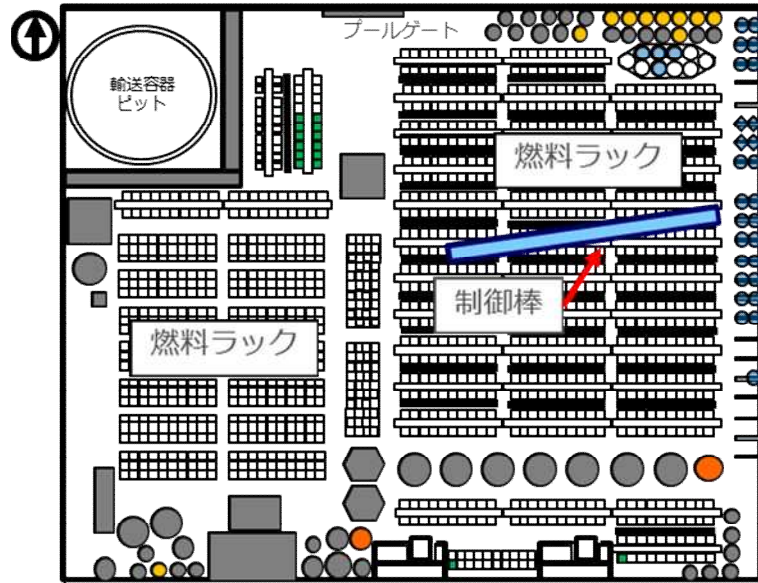 プールゲート
輸送容器
ピット
燃料ラック
制御棒
燃料ラック